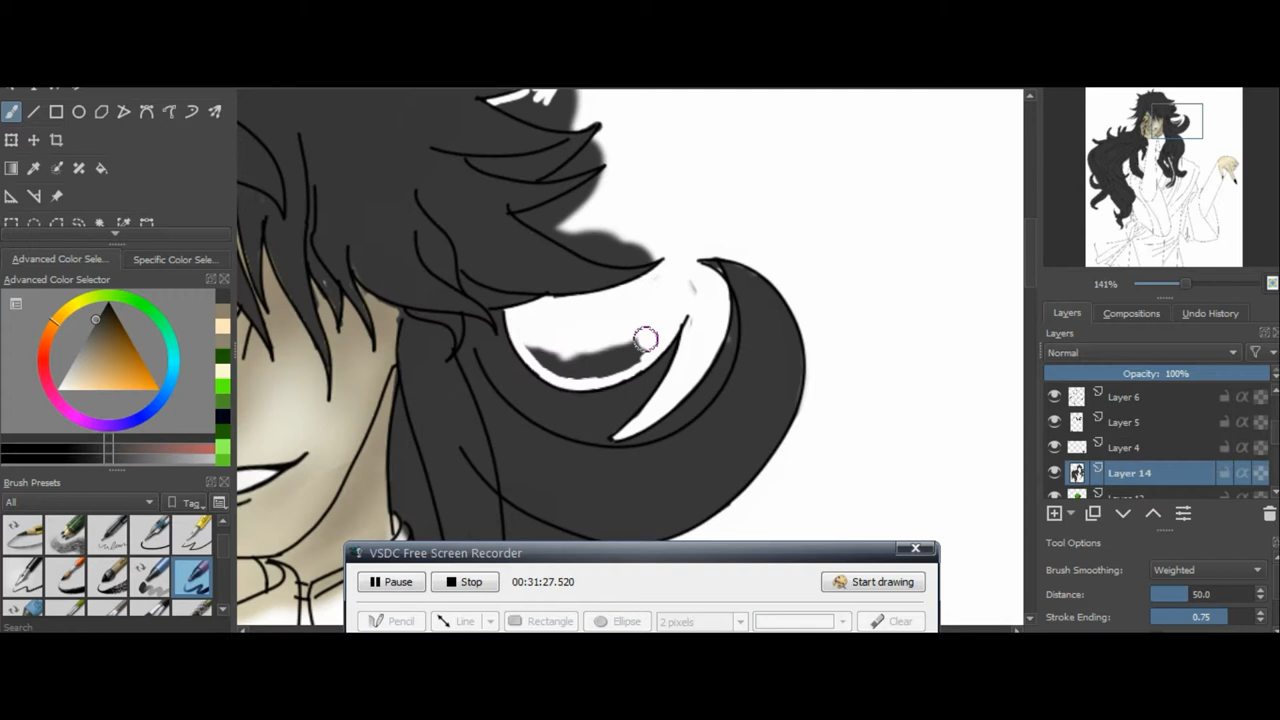 Advanced Color Sele...
Specific Color Sele...
Advanced Color Selector
Brush Presets
All
Tag
Search
VSDC Free Screen Recorder
Pause
Stop
00:31:27.520
Start drawing
Pencil
Line
Rectangle
Ellipse
2 pixels
Clear
141%
Layers
Compositions
Undo History
Layers
Normal
Opacity: 100%
Layer 6
Layer 5
Layer 4
Layer 14
Tool Options
Brush Smoothing:
Weighted
Distance:
50.0
Stroke Ending:
0.75